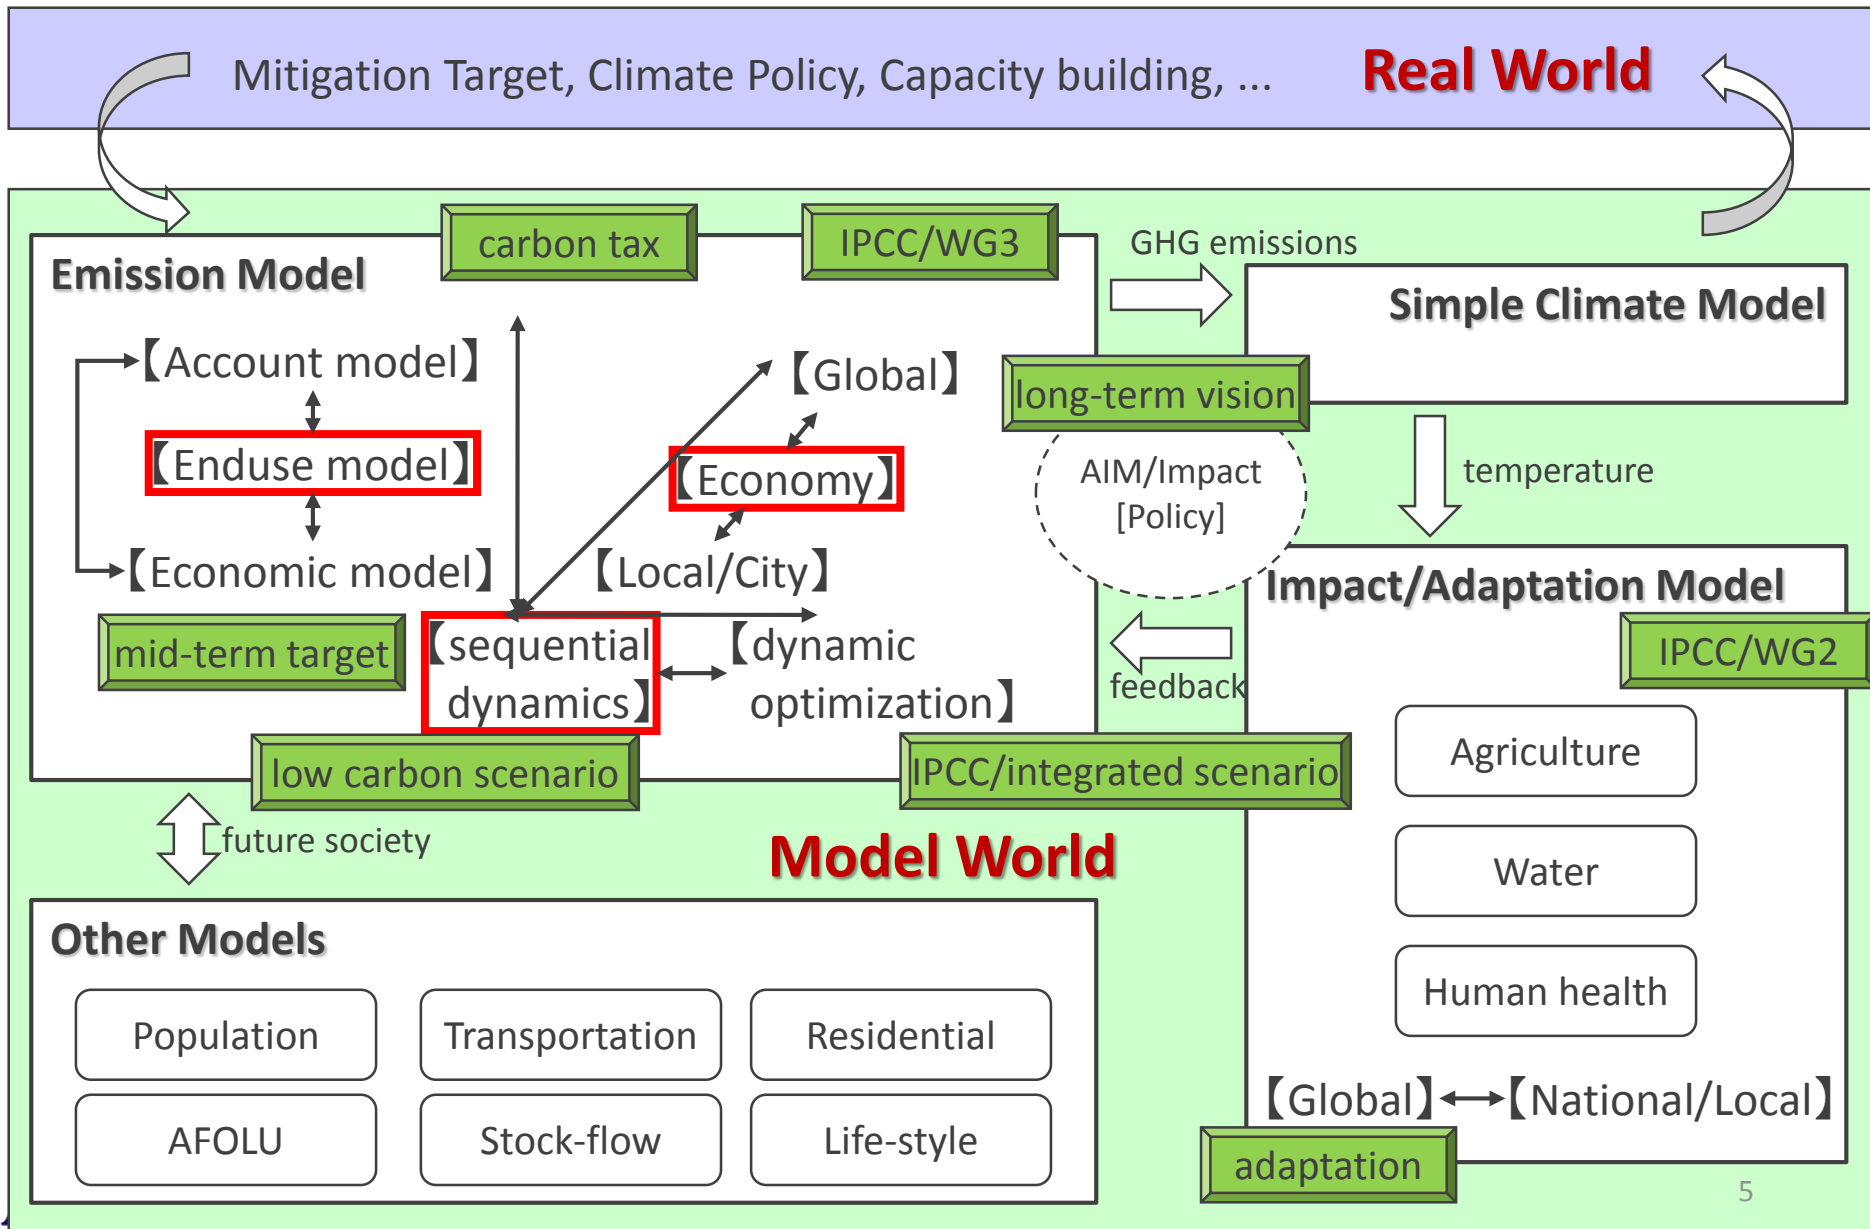 Mitigation Target, Climate Policy, Capacity building, ...
Real World
carbon tax
IPCC/WG3
Emission Model
GHG emissions
Simple Climate Model
【Account model】
【Global】
long-term vision
【Enduse model】
【Economy】
AIM/Impact
[Policy]
temperature
【Economic model】
【Local/City】
Impact/Adaptation Model
mid-term target
【sequential
dynamics】
【dynamic
optimization】
feedback
IPCC/WG2
low carbon scenario
IPCC/integrated scenario
Agriculture
future society
Model World
Water
Other Models
Human health
Population
Transportation
Residential
AFOLU
Stock-flow
Life-style
【Global】
【National/Local】
adaptation
5